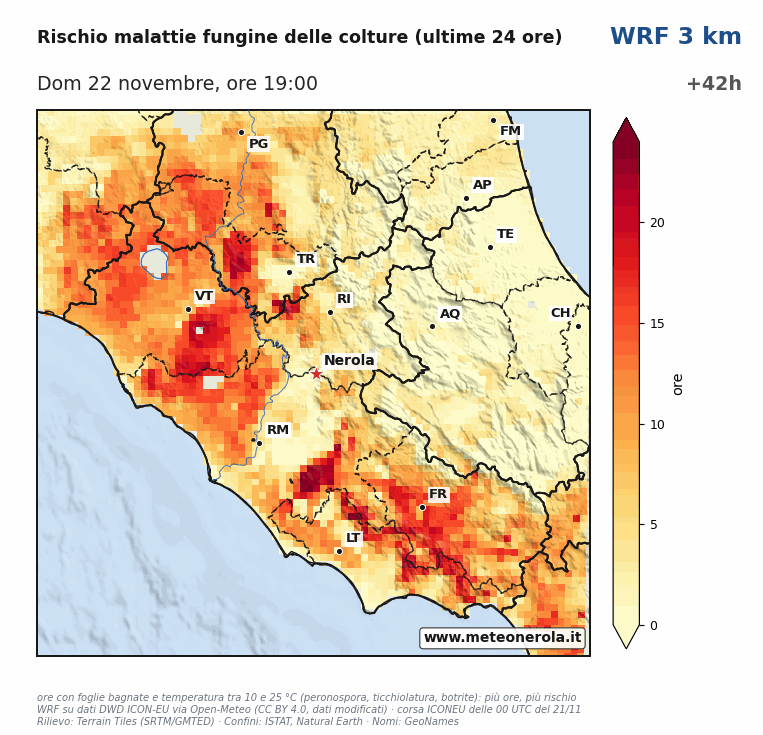 Rischio malattie fungine delle colture (ultime 24 ore)
WRF 3 km
Dom 22 novembre, ore 19:00
+42h
FM
PG
AP
TE
TR
VT
RI
AQ
CH
Nerola
RM
FR
LT
www.meteonerola.it
20
15
10
5
0
ore
ore con foglie bagnate e temperatura tra 10 e 25 °C (peronospora, ticchiolatura, botrite): più ore, più rischio
WRF su dati DWD ICON-EU via Open-Meteo (CC BY 4.0, dati modificati) · corsa ICONEU delle 00 UTC del 21/11
Rilievo: Terrain Tiles (SRTM/GMTED) · Confini: ISTAT, Natural Earth · Nomi: GeoNames